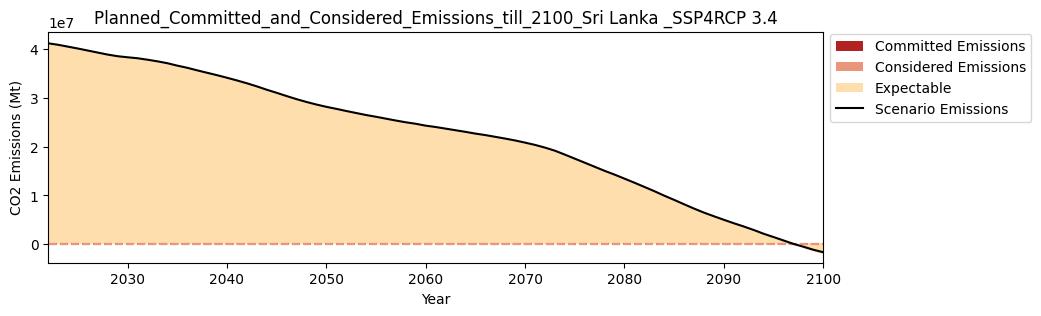 Planned_Committed_and_Considered_Emissions_till_2100_Sri Lanka _SSP4RCP 3.4
1e7
4
3
2
1
0
CO2 Emissions (Mt)
2030 2040 2050 2060 2070 2080 2090 2100
Year
Committed Emissions
Considered Emissions
Expectable
Scenario Emissions